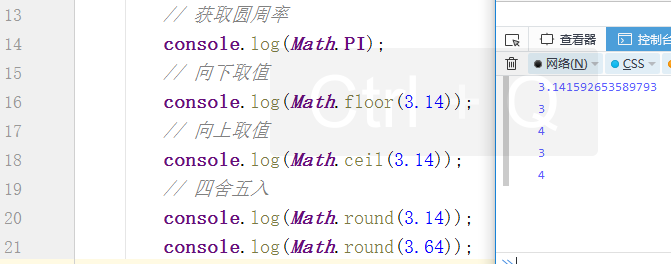 13 // 获取圆周率
14 console.log(Math.PI);
15 // 向下取值
16 console.log(Math.floor(3.14));
17 // 向上取值
18 console.log(Math.ceil(3.14));
19 // 四舍五入
20 console.log(Math.round(3.14));
21 console.log(Math.round(3.64));
Ctrl + Q
查看器 控制台
网络(N) CSS
3.141592653589793
3
4
3
4
»